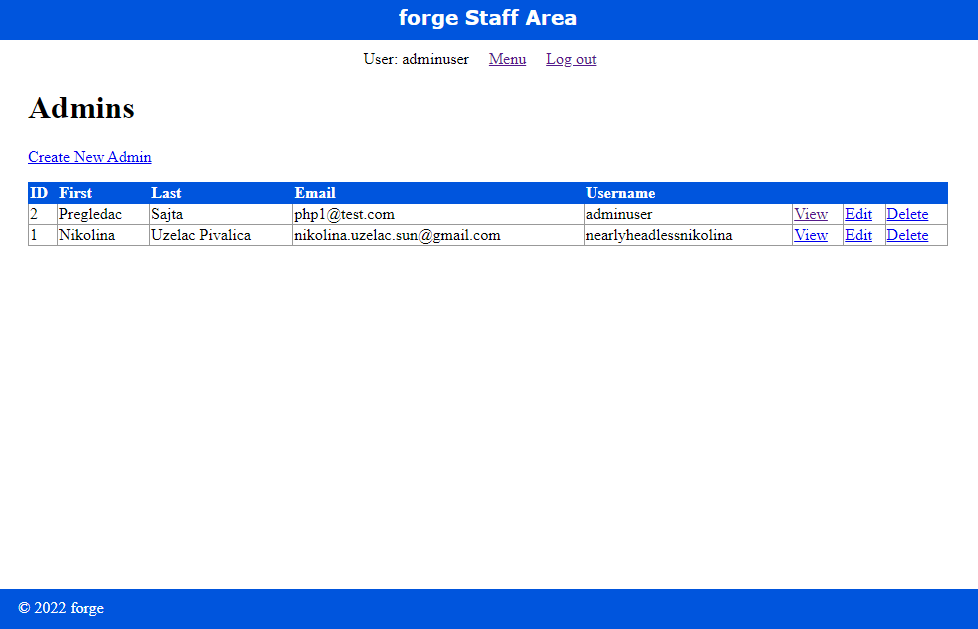 forge Staff Area
User: adminuser Menu Log out
Admins
Create New Admin
ID First Last Email Username
2 Pregledac Sajta php1@test.com adminuser View Edit Delete
1 Nikolina Uzelac Pivalica nikolina.uzelac.sun@gmail.com nearlyheadlessnikolina View Edit Delete
© 2022 forge